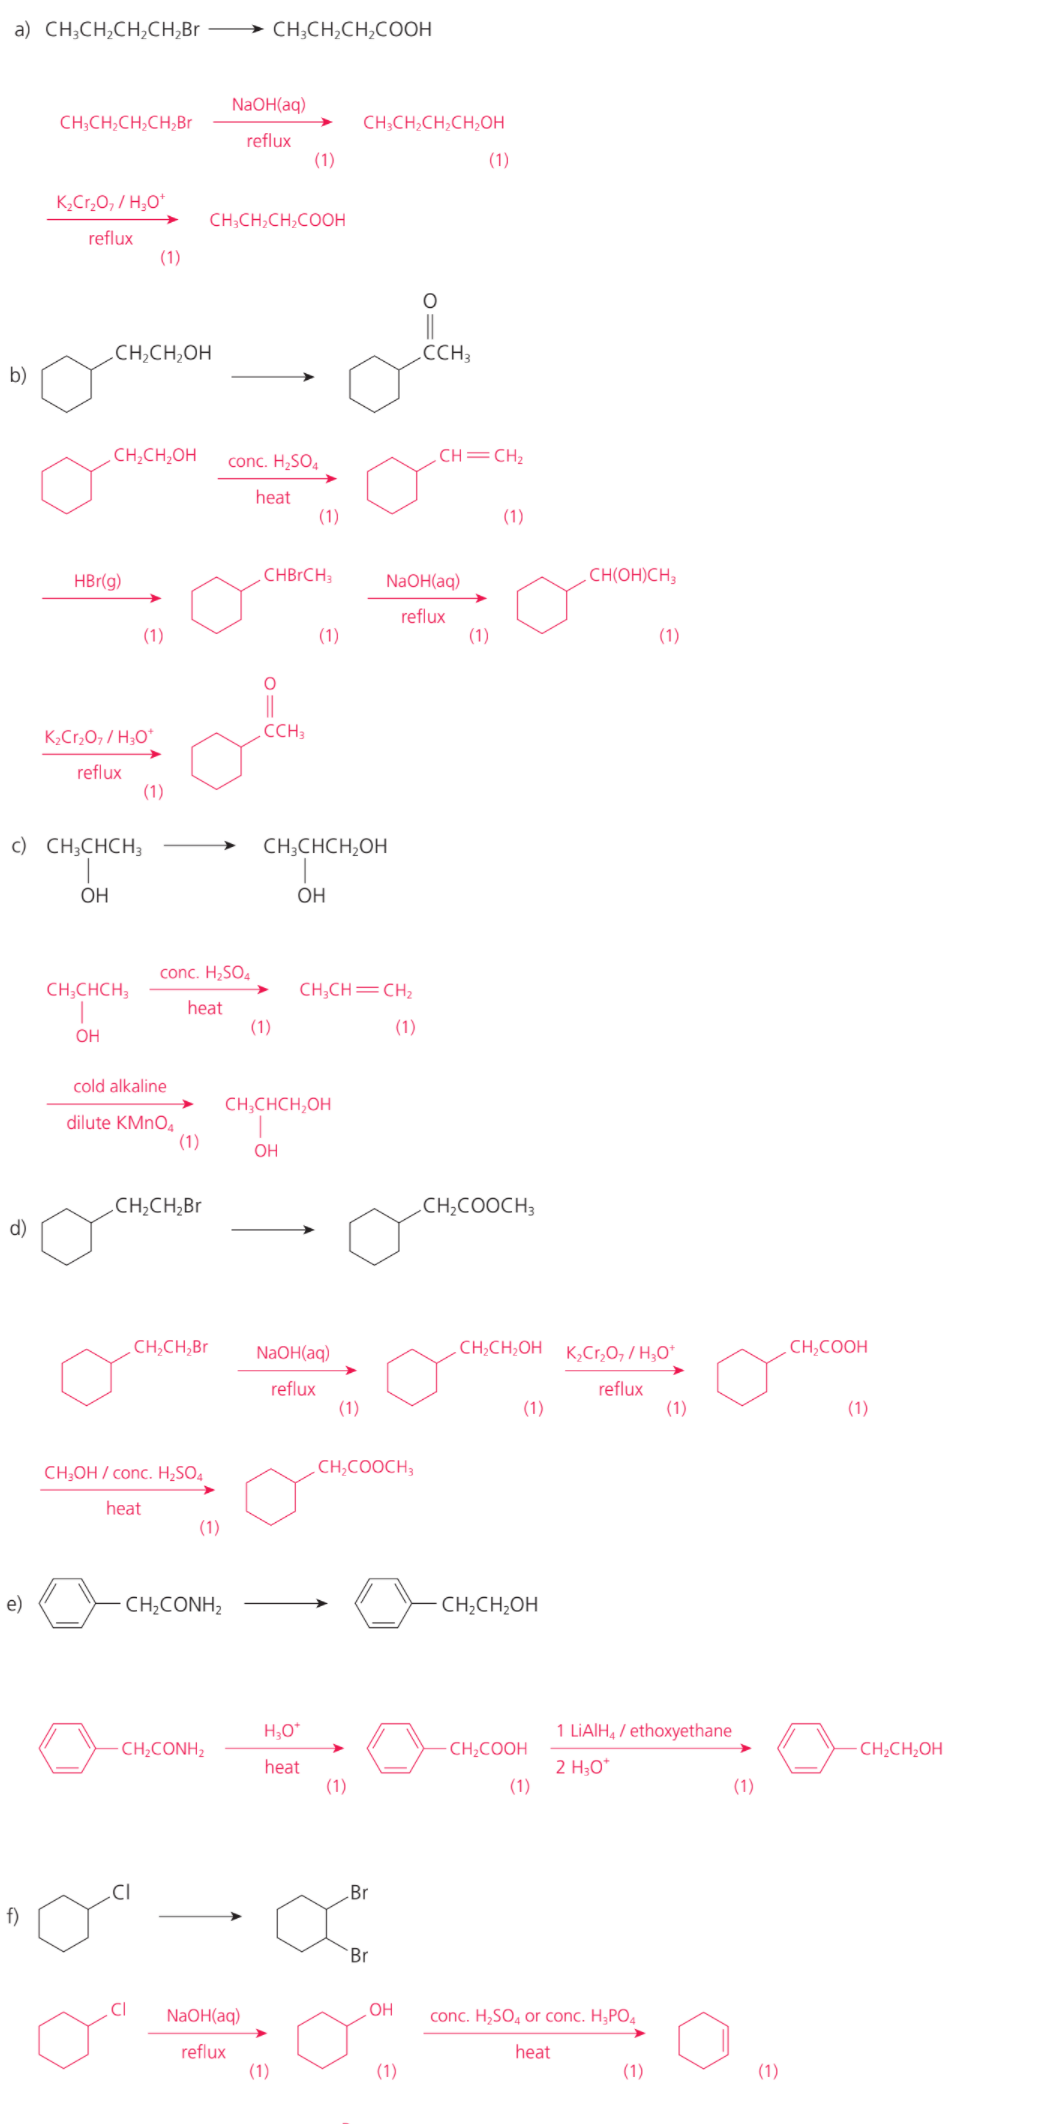 a) CH₃CH₂CH₂CH₂Br ⟶ CH₃CH₂CH₂COOH
CH₃CH₂CH₂CH₂Br NaOH(aq) CH₃CH₂CH₂CH₂OH
reflux
(1) (1)
K₂Cr₂O₇ / H₃O⁺
CH₃CH₂CH₂COOH
reflux
(1)
O
CH₂CH₂OH CCH₃
b)
CH₂CH₂OH conc. H₂SO₄ CH=CH₂
heat
(1) (1)
HBr(g) CHBrCH₃ NaOH(aq) CH(OH)CH₃
reflux
(1) (1) (1) (1)
O
K₂Cr₂O₇ / H₃O⁺ CCH₃
reflux
(1)
c) CH₃CHCH₃ ⟶ CH₃CHCH₂OH
OH OH
conc. H₂SO₄
CH₃CHCH₃ CH₃CH=CH₂
heat
(1) (1)
OH
cold alkaline
CH₃CHCH₂OH
dilute KMnO₄
(1)
OH
CH₂CH₂Br CH₂COOCH₃
d)
CH₂CH₂Br NaOH(aq) CH₂CH₂OH K₂Cr₂O₇ / H₃O⁺ CH₂COOH
reflux reflux
(1) (1) (1) (1)
CH₃OH / conc. H₂SO₄ CH₂COOCH₃
heat
(1)
e) CH₂CONH₂ ⟶ CH₂CH₂OH
H₃O⁺ 1 LiAlH₄ / ethoxyethane
CH₂CONH₂ CH₂COOH CH₂CH₂OH
heat 2 H₃O⁺
(1) (1) (1)
Cl Br
f)
Br
Cl NaOH(aq) OH conc. H₂SO₄ or conc. H₃PO₄
reflux heat
(1) (1) (1) (1)